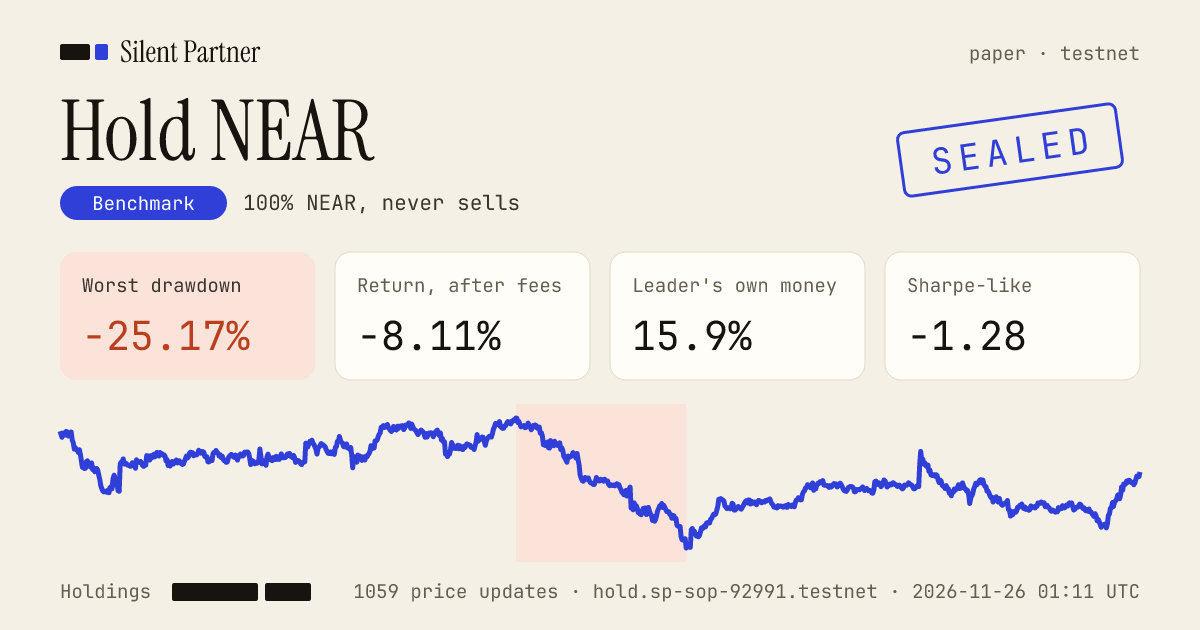 Silent Partner
paper · testnet
Hold NEAR
SEALED
Benchmark
100% NEAR, never sells
Worst drawdown
-25.17%
Return, after fees
-8.11%
Leader's own money
15.9%
Sharpe-like
-1.28
Holdings
1059 price updates · hold.sp-sop-92991.testnet · 2026-11-26 01:11 UTC